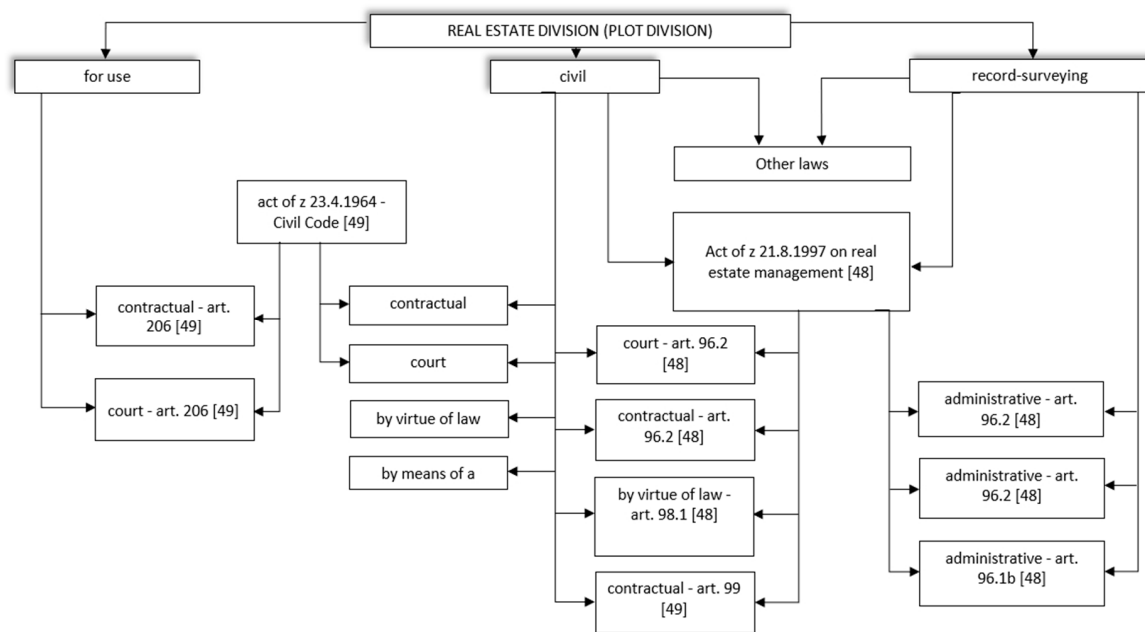 REAL ESTATE DIVISION (PLOT DIVISION)
for use
civil
record-surveying
Other laws
act of z 23.4.1964 -
Civil Code [49]
Act of z 21.8.1997 on real
estate management [48]
contractual - art.
206 [49]
court - art. 206 [49]
contractual
court
by virtue of law
by means of a
court - art. 96.2
[48]
contractual - art.
96.2 [48]
by virtue of law -
art. 98.1 [48]
contractual - art. 99
[49]
administrative - art.
96.2 [48]
administrative - art.
96.2 [48]
administrative - art.
96.1b [48]